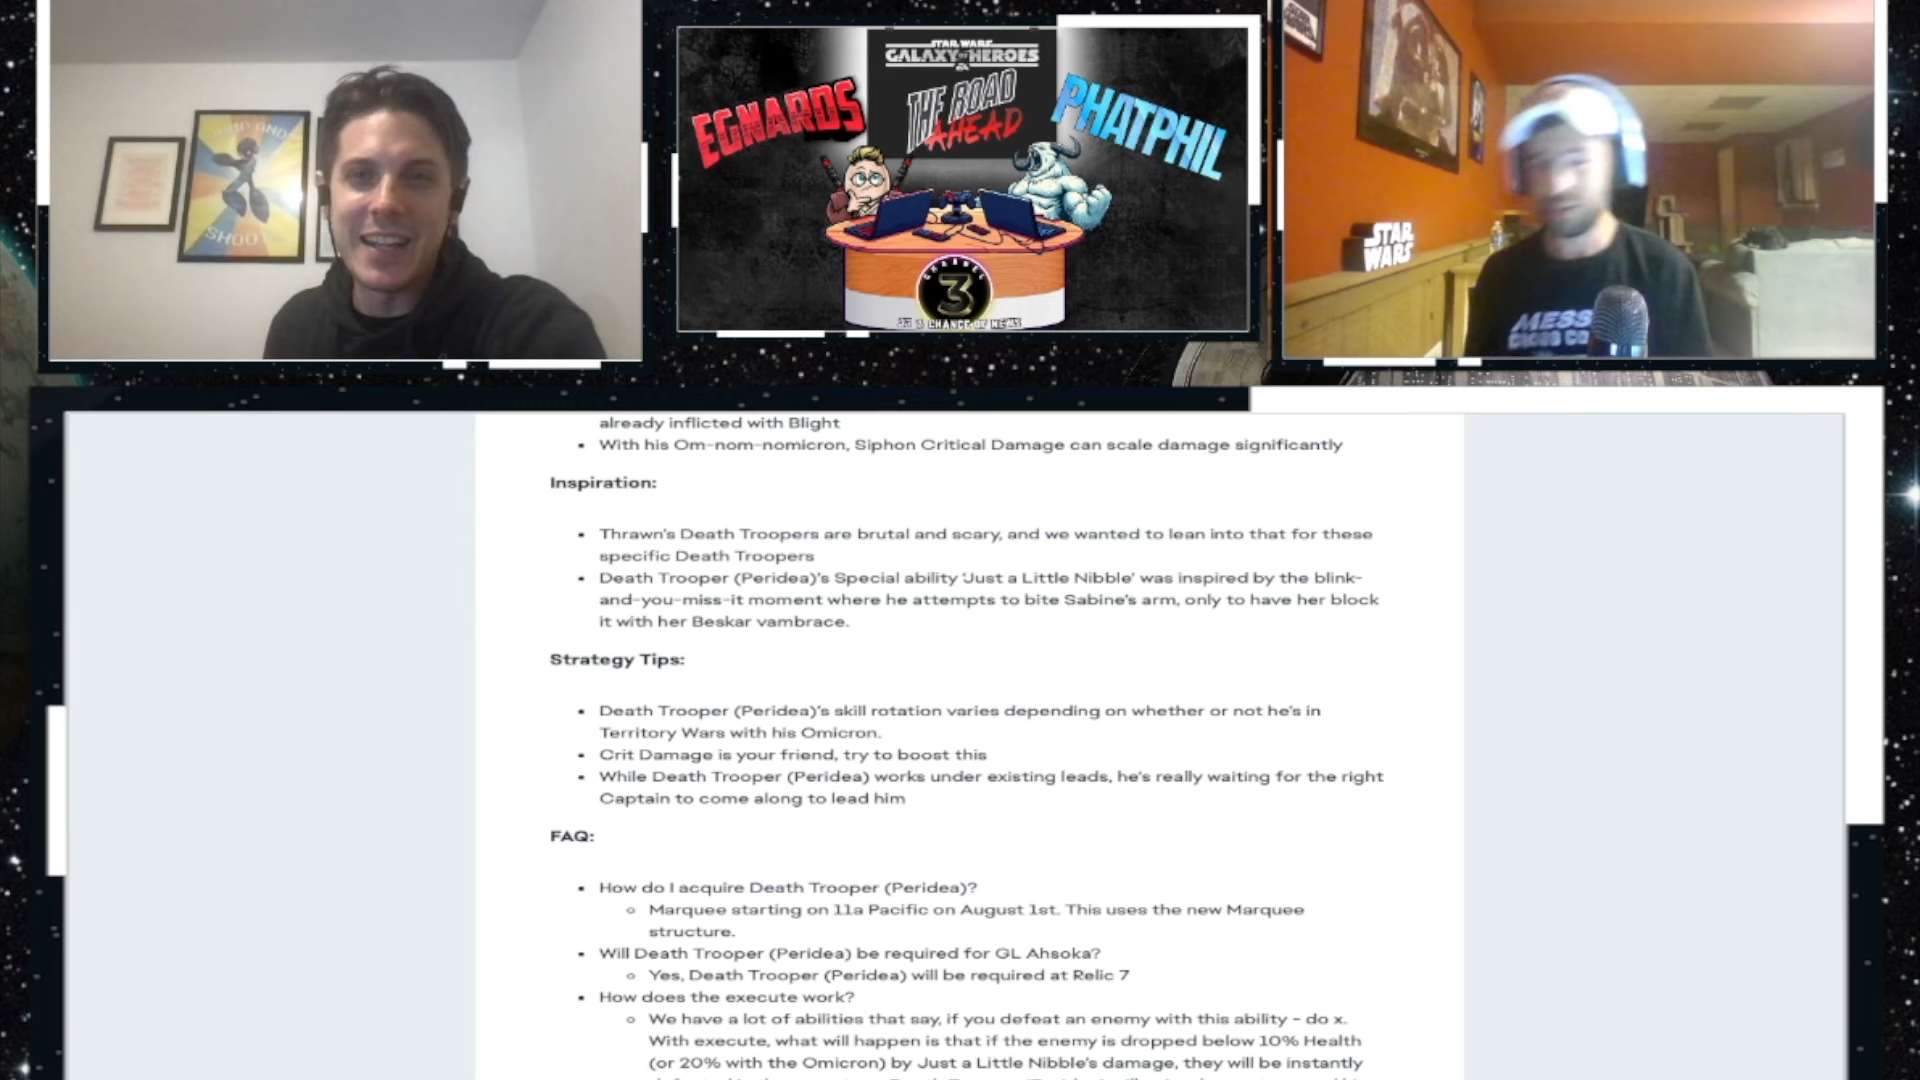 JUMP AND
SHOOT
STAR WARS
GALAXY OF HEROES
EA
THE ROAD
AHEAD
EGNARDS
PHATPHIL
CHANNEL
3
33 % CHANCE OF NEWS
STAR
WARS
MESS
already inflicted with Blight
• With his Om-nom-nomicron, Siphon Critical Damage can scale damage significantly
Inspiration:
• Thrawn's Death Troopers are brutal and scary, and we wanted to lean into that for these
specific Death Troopers
• Death Trooper (Peridea)'s Special ability 'Just a Little Nibble' was inspired by the blink-
and-you-miss-it moment where he attempts to bite Sabine's arm, only to have her block
it with her Beskar vambrace.
Strategy Tips:
• Death Trooper (Peridea)'s skill rotation varies depending on whether or not he's in
Territory Wars with his Omicron.
• Crit Damage is your friend, try to boost this
• While Death Trooper (Peridea) works under existing leads, he's really waiting for the right
Captain to come along to lead him
FAQ:
• How do I acquire Death Trooper (Peridea)?
○ Marquee starting on 11a Pacific on August 1st. This uses the new Marquee
structure.
• Will Death Trooper (Peridea) be required for GL Ahsoka?
○ Yes, Death Trooper (Peridea) will be required at Relic 7
• How does the execute work?
○ We have a lot of abilities that say, if you defeat an enemy with this ability - do x.
With execute, what will happen is that if the enemy is dropped below 10% Health
(or 20% with the Omicron) by Just a Little Nibble's damage, they will be instantly